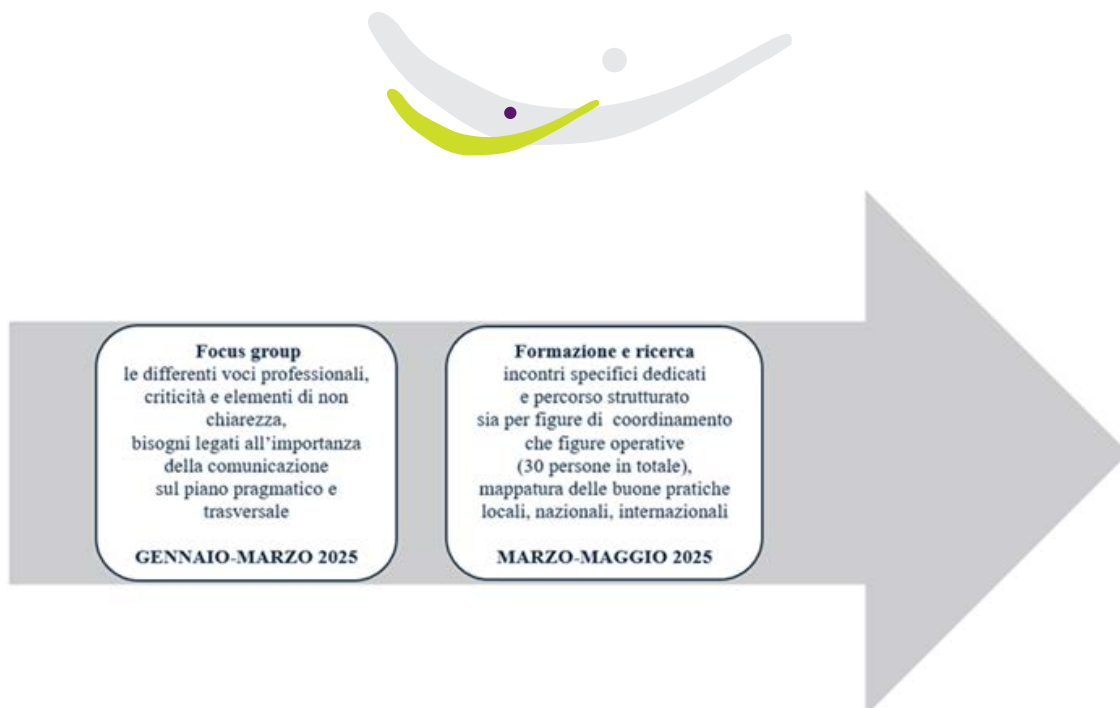 Focus group
le differenti voci professionali,
criticità e elementi di non
chiarezza,
bisogni legati all'importanza
della comunicazione
sul piano pragmatico e
trasversale
GENNAIO-MARZO 2025
Formazione e ricerca
incontri specifici dedicati
e percorso strutturato
sia per figure di coordinamento
che figure operative
(30 persone in totale),
mappatura delle buone pratiche
locali, nazionali, internazionali
MARZO-MAGGIO 2025